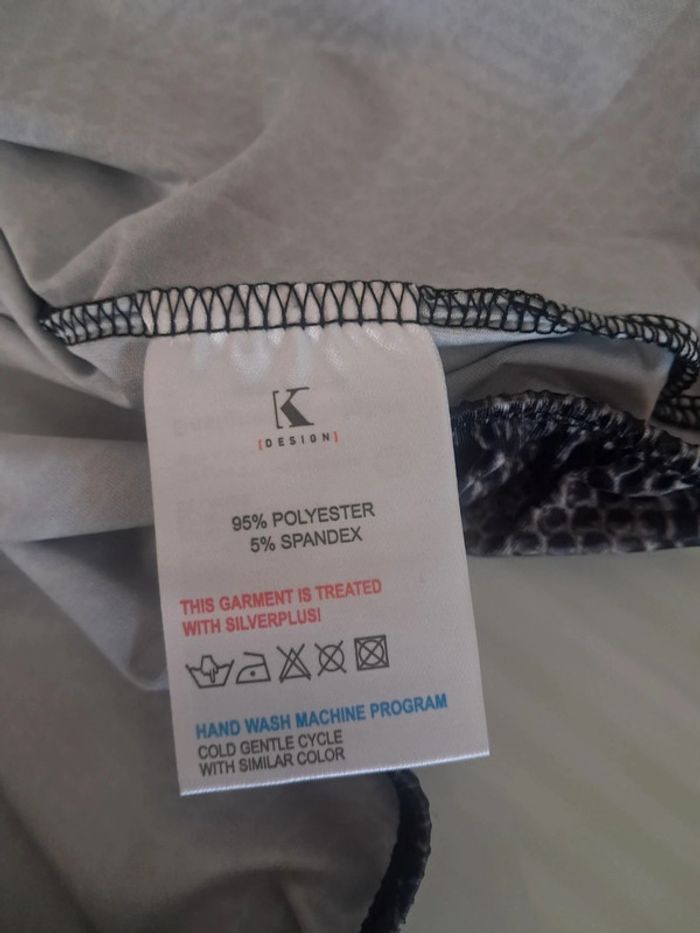 K
[DESIGN]
95% POLYESTER
5% SPANDEX
THIS GARMENT IS TREATED
WITH SILVERPLUS!
HAND WASH MACHINE PROGRAM
COLD GENTLE CYCLE
WITH SIMILAR COLOR